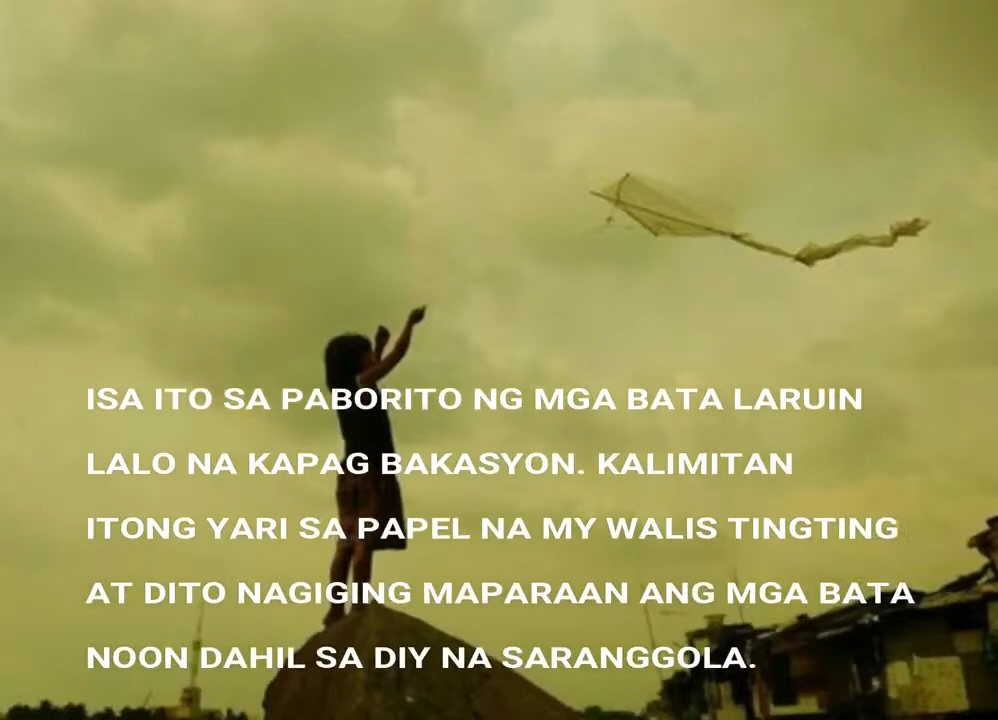 ISA ITO SA PABORITO NG MGA BATA LARUIN
LALO NA KAPAG BAKASYON. KALIMITAN
ITONG YARI SA PAPEL NA MY WALIS TINGTING
AT DITO NAGIGING MAPARAAN ANG MGA BATA
NOON DAHIL SA DIY NA SARANGGOLA.